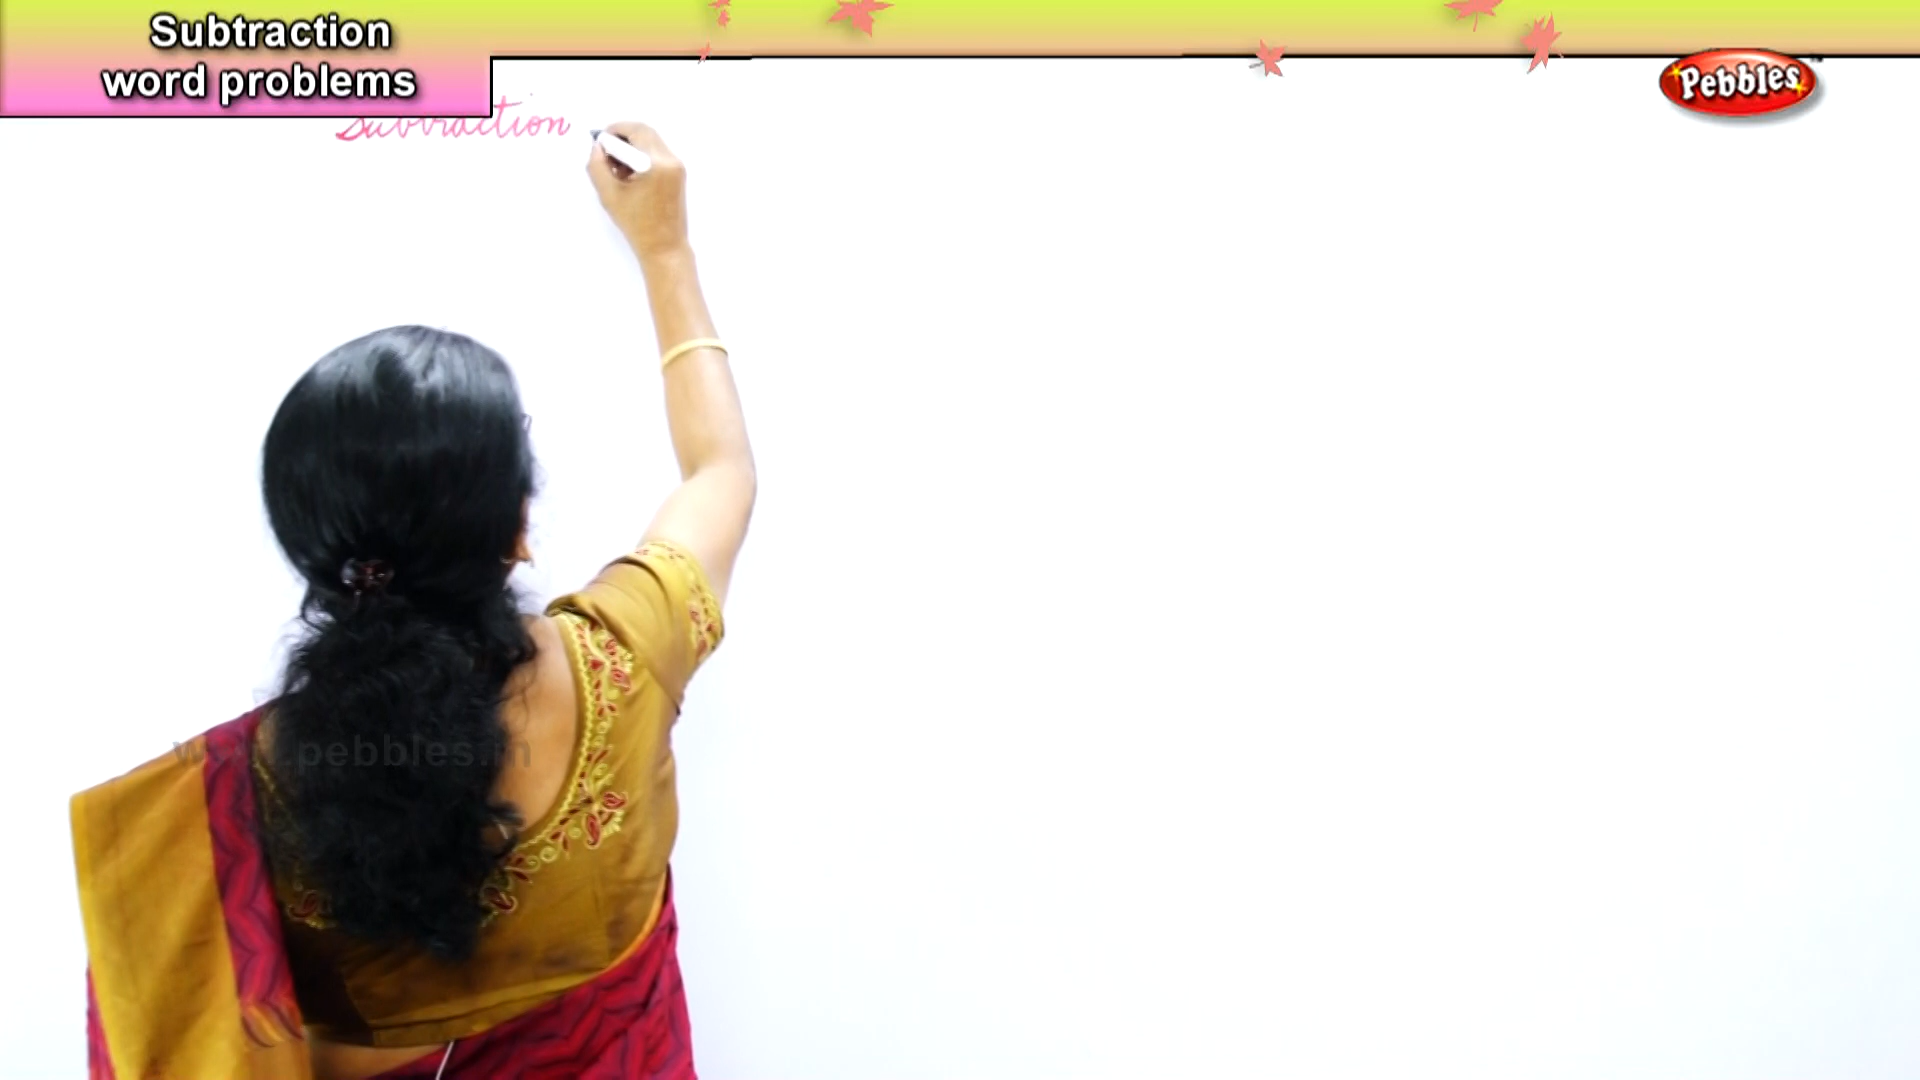 Subtraction
word problems
Pebbles
subtraction
www.pebbles.in